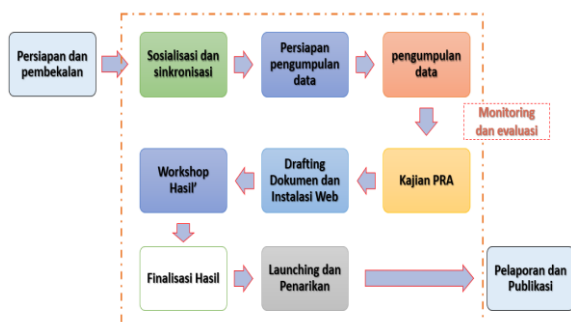 Persiapan dan
pembekalan
Sosialisasi dan
sinkronisasi
Persiapan
pengumpulan
data
pengumpulan
data
Monitoring
dan evaluasi
Kajian PRA
Drafting
Dokumen dan
Instalasi Web
Workshop
Hasil'
Finalisasi Hasil
Launching dan
Penarikan
Pelaporan dan
Publikasi